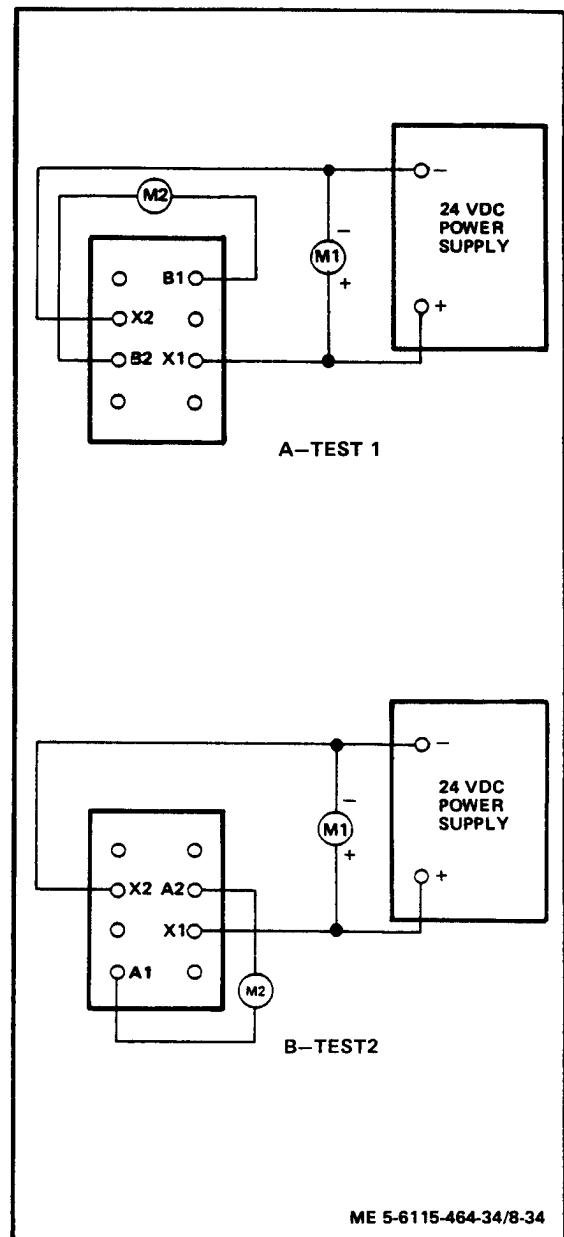 −
M2
24 VDC
POWER
SUPPLY
−
M1
+
B1
X2
+
B2 X1
A−TEST 1
−
24 VDC
POWER
SUPPLY
−
M1
+
X2 A2
+
X1
A1
M2
B−TEST2
ME 5-6115-464-34/8-34